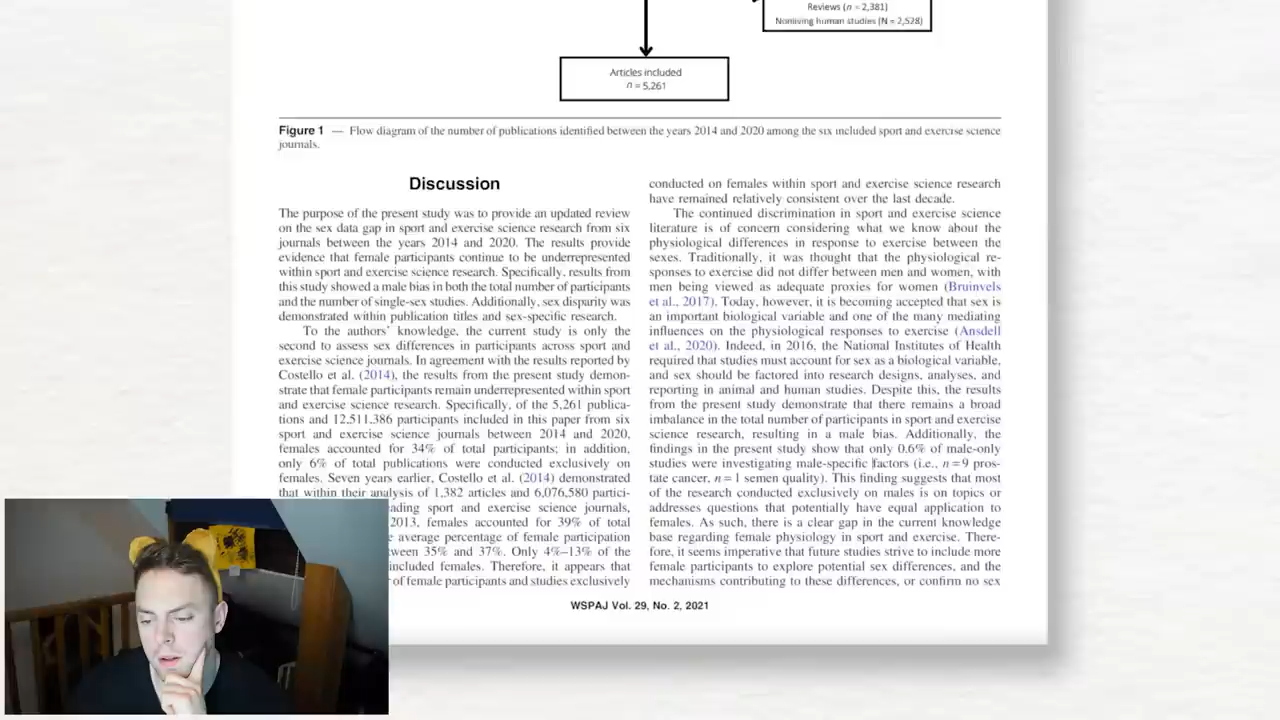 Reviews (n = 2,381)
Nonliving human studies (N = 2,528)
Articles included
n = 5,261
Figure 1 — Flow diagram of the number of publications identified between the years 2014 and 2020 among the six included sport and exercise science
journals.
Discussion
The purpose of the present study was to provide an updated review
on the sex data gap in sport and exercise science research from six
journals between the years 2014 and 2020. The results provide
evidence that female participants continue to be underrepresented
within sport and exercise science research. Specifically, results from
this study showed a male bias in both the total number of participants
and the number of single-sex studies. Additionally, sex disparity was
demonstrated within publication titles and sex-specific research.
To the authors' knowledge, the current study is only the
second to assess sex differences in participants across sport and
exercise science journals. In agreement with the results reported by
Costello et al. (2014), the results from the present study demon-
strate that female participants remain underrepresented within sport
and exercise science research. Specifically, of the 5,261 publica-
tions and 12,511,386 participants included in this paper from six
sport and exercise science journals between 2014 and 2020,
females accounted for 34% of total participants; in addition,
only 6% of total publications were conducted exclusively on
females. Seven years earlier, Costello et al. (2014) demonstrated
that within their analysis of 1,382 articles and 6,076,580 partici-
ading sport and exercise science journals,
2013, females accounted for 39% of total
average percentage of female participation
ween 35% and 37%. Only 4%–13% of the
included females. Therefore, it appears that
of female participants and studies exclusively
conducted on females within sport and exercise science research
have remained relatively consistent over the last decade.
The continued discrimination in sport and exercise science
literature is of concern considering what we know about the
physiological differences in response to exercise between the
sexes. Traditionally, it was thought that the physiological re-
sponses to exercise did not differ between men and women, with
men being viewed as adequate proxies for women (Bruinvels
et al., 2017). Today, however, it is becoming accepted that sex is
an important biological variable and one of the many mediating
influences on the physiological responses to exercise (Ansdell
et al., 2020). Indeed, in 2016, the National Institutes of Health
required that studies must account for sex as a biological variable,
and sex should be factored into research designs, analyses, and
reporting in animal and human studies. Despite this, the results
from the present study demonstrate that there remains a broad
imbalance in the total number of participants in sport and exercise
science research, resulting in a male bias. Additionally, the
findings in the present study show that only 0.6% of male-only
studies were investigating male-specific factors (i.e., n = 9 pros-
tate cancer, n = 1 semen quality). This finding suggests that most
of the research conducted exclusively on males is on topics or
addresses questions that potentially have equal application to
females. As such, there is a clear gap in the current knowledge
base regarding female physiology in sport and exercise. There-
fore, it seems imperative that future studies strive to include more
female participants to explore potential sex differences, and the
mechanisms contributing to these differences, or confirm no sex
WSPAJ Vol. 29, No. 2, 2021